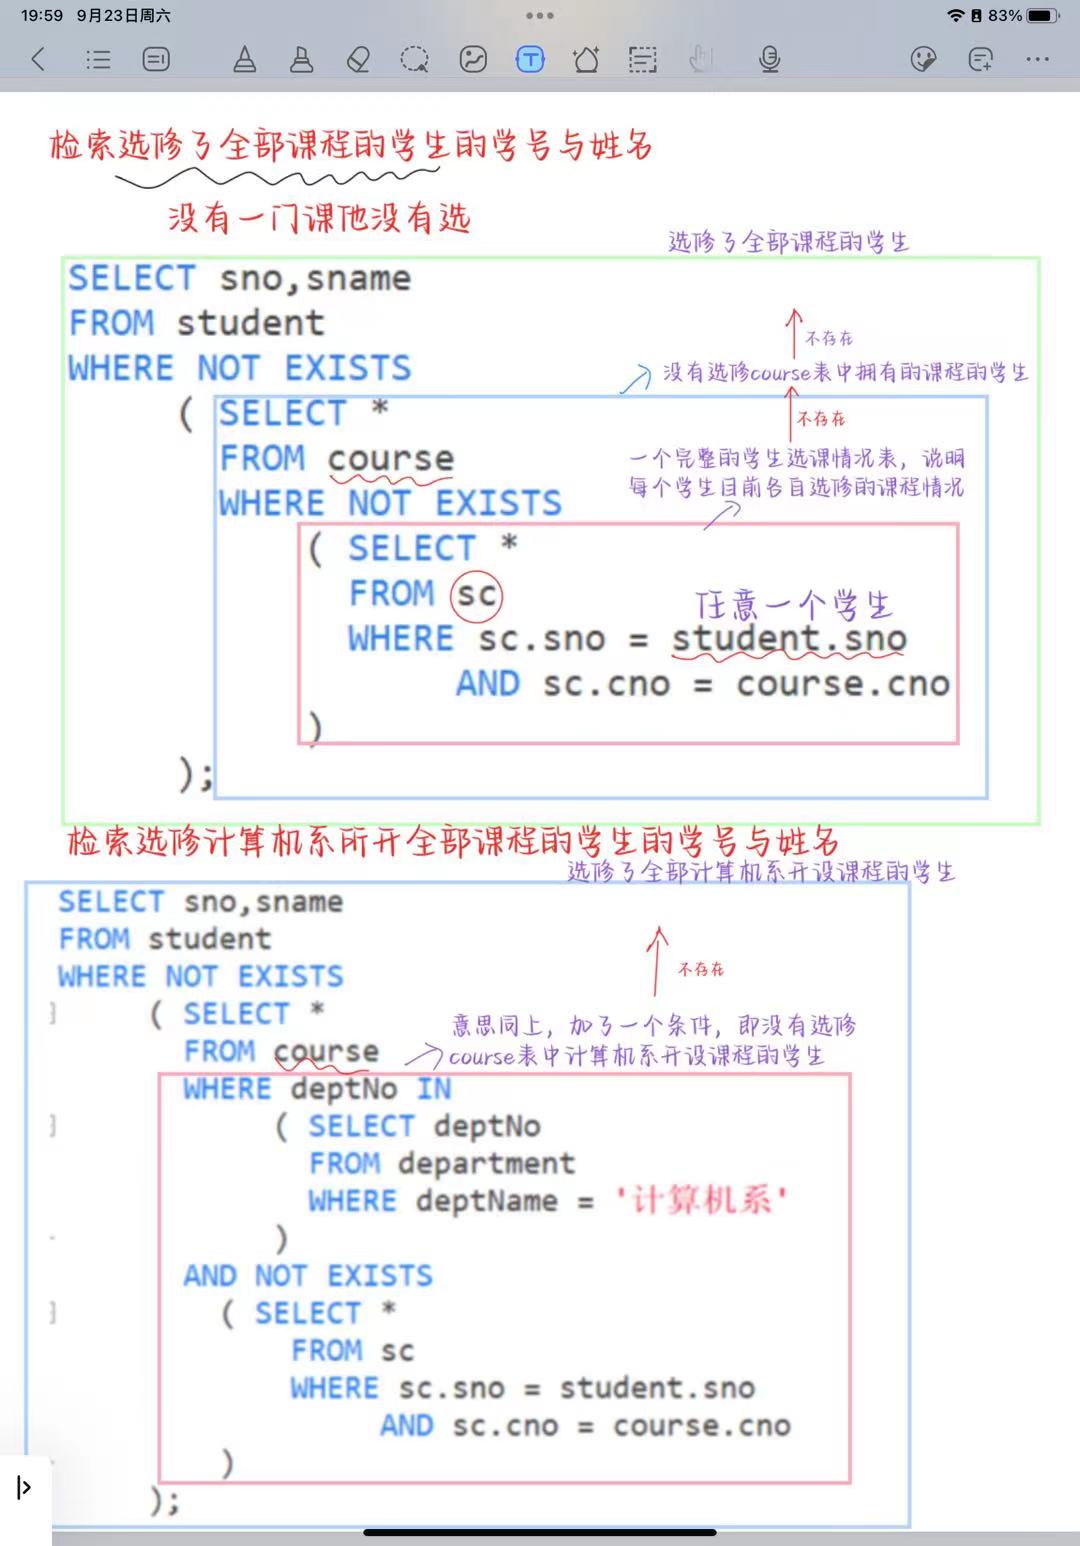 19:59 9月23日周六
83%
检索选修了全部课程的学生的学号与姓名
没有一门课他没有选
选修了全部课程的学生
SELECT sno,sname
FROM student
不存在
WHERE NOT EXISTS
没有选修course表中拥有的课程的学生
( SELECT *
不存在
FROM course
一个完整的学生选课情况表，说明
每个学生目前各自选修的课程情况
WHERE NOT EXISTS
( SELECT *
FROM sc
任意一个学生
WHERE sc.sno = student.sno
AND sc.cno = course.cno
)
);
检索选修计算机系所开全部课程的学生的学号与姓名
选修了全部计算机系开设课程的学生
SELECT sno,sname
FROM student
不存在
WHERE NOT EXISTS
( SELECT *
意思同上，加了一个条件，即没有选修
FROM course
course表中计算机系开设课程的学生
WHERE deptNo IN
( SELECT deptNo
FROM department
WHERE deptName = '计算机系'
)
AND NOT EXISTS
( SELECT *
FROM sc
WHERE sc.sno = student.sno
AND sc.cno = course.cno
)
);